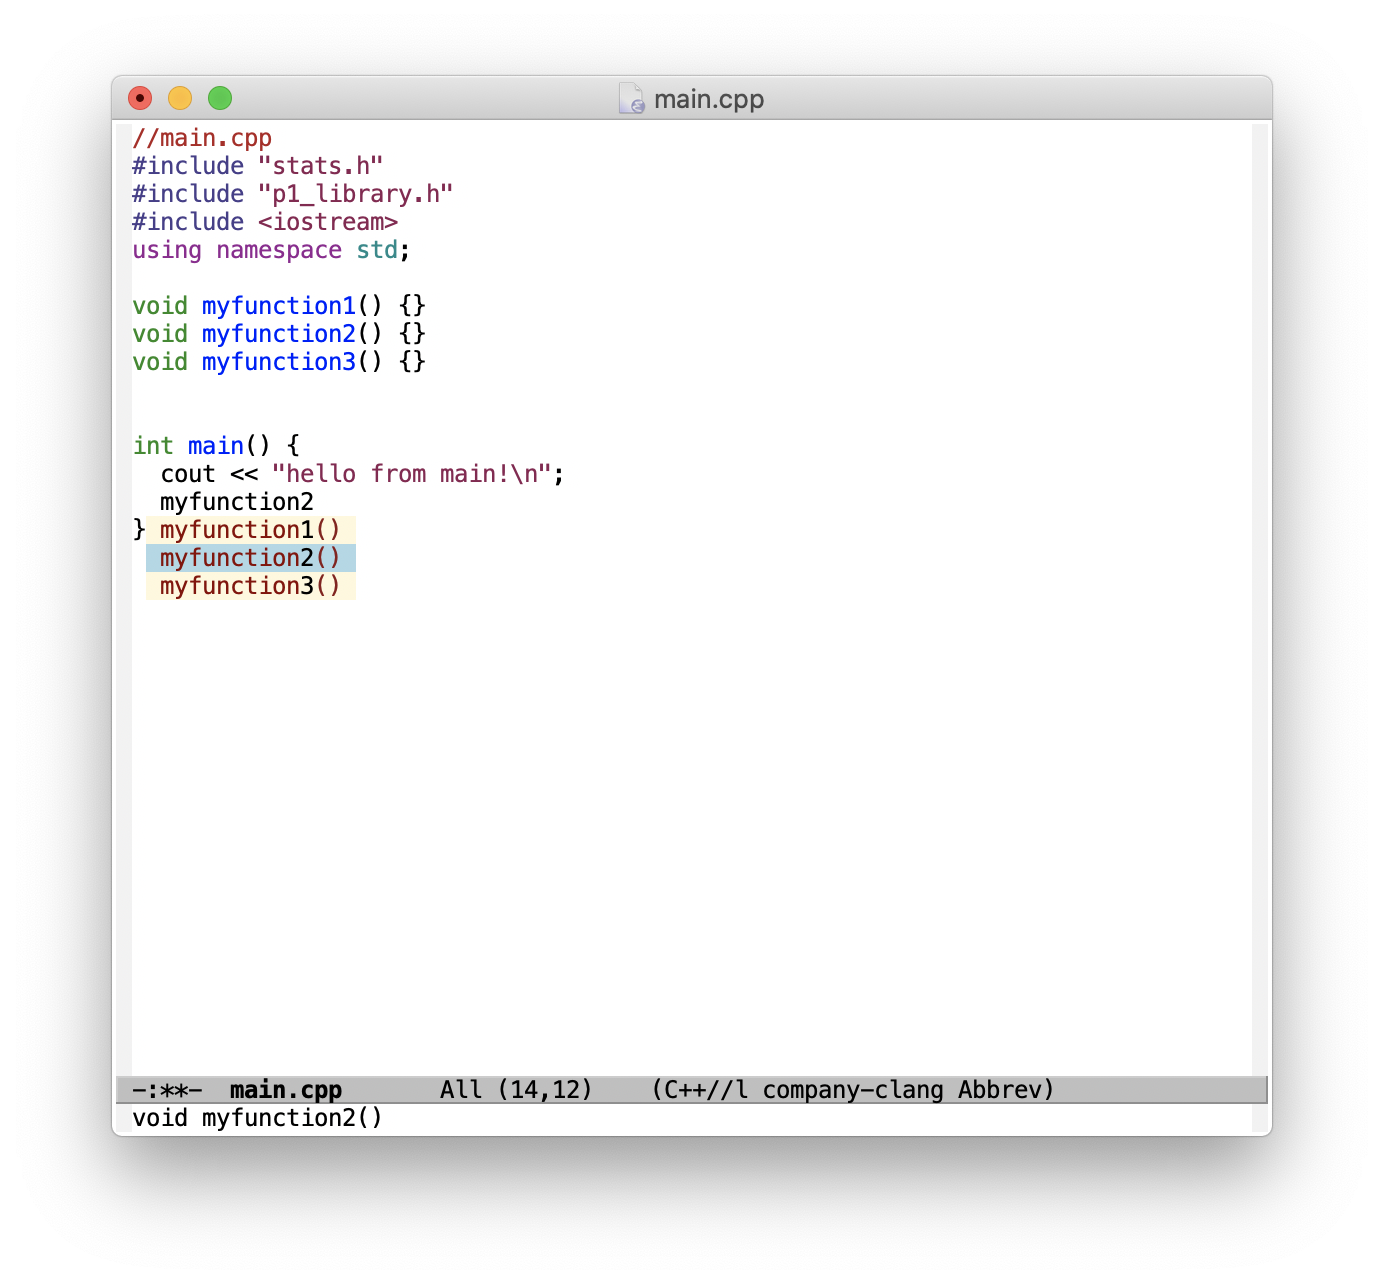 main.cpp
//main.cpp
#include "stats.h"
#include "p1_library.h"
#include <iostream>
using namespace std;
void myfunction1() {}
void myfunction2() {}
void myfunction3() {}
int main() {
  cout << "hello from main!\n";
  myfunction2
} myfunction1()
  myfunction2()
  myfunction3()
-:**-  main.cpp       All (14,12)    (C++//l company-clang Abbrev)
void myfunction2()